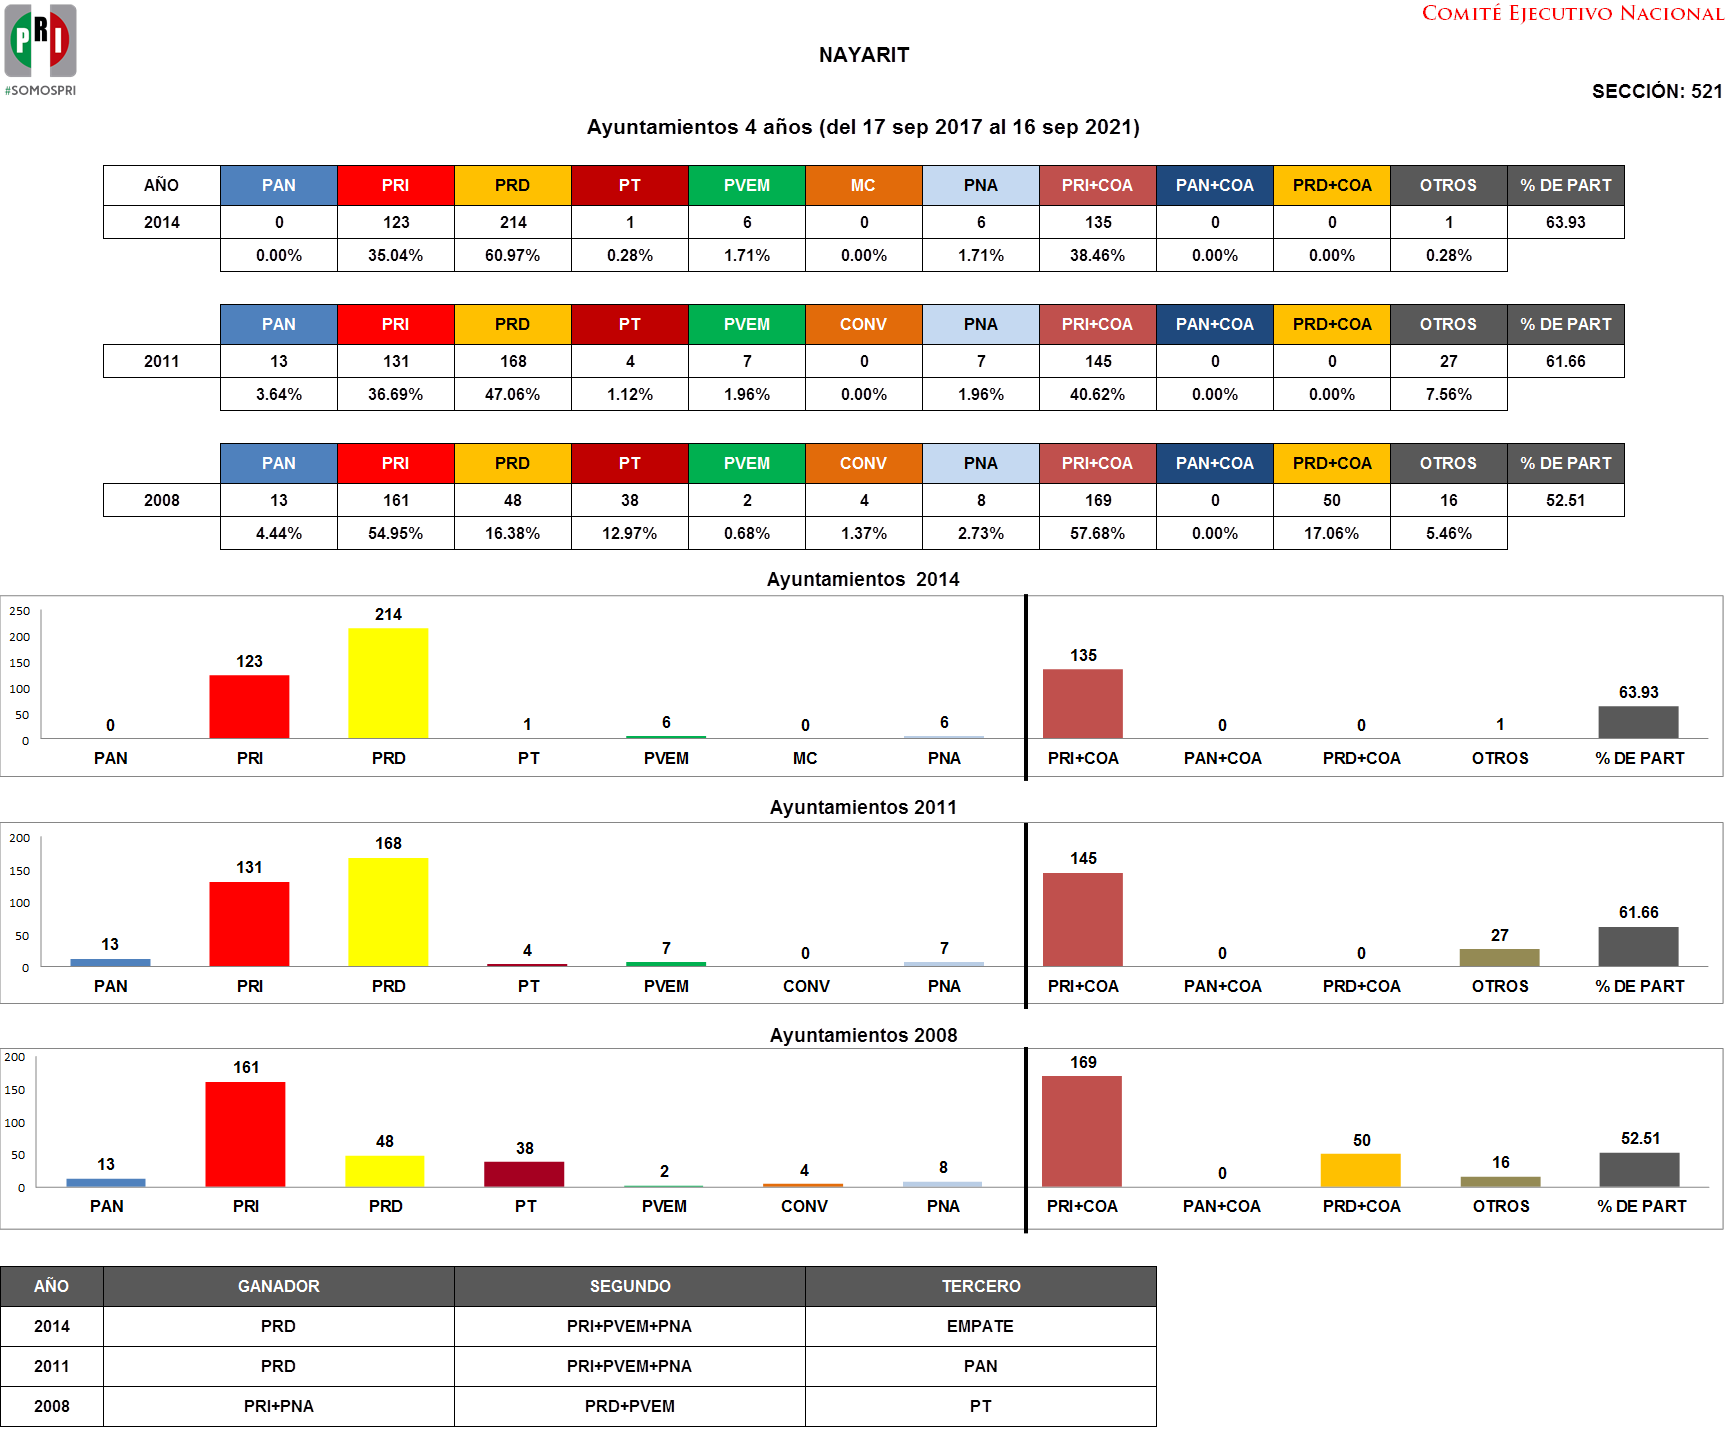 PRI
#SOMOSPRI
COMITÉ EJECUTIVO NACIONAL
NAYARIT
SECCIÓN: 521
Ayuntamientos 4 años (del 17 sep 2017 al 16 sep 2021)
AÑO PAN PRI PRD PT PVEM MC PNA PRI+COA PAN+COA PRD+COA OTROS % DE PART
2014 0 123 214 1 6 0 6 135 0 0 1 63.93
0.00% 35.04% 60.97% 0.28% 1.71% 0.00% 1.71% 38.46% 0.00% 0.00% 0.28%
PAN PRI PRD PT PVEM CONV PNA PRI+COA PAN+COA PRD+COA OTROS % DE PART
2011 13 131 168 4 7 0 7 145 0 0 27 61.66
3.64% 36.69% 47.06% 1.12% 1.96% 0.00% 1.96% 40.62% 0.00% 0.00% 7.56%
PAN PRI PRD PT PVEM CONV PNA PRI+COA PAN+COA PRD+COA OTROS % DE PART
2008 13 161 48 38 2 4 8 169 0 50 16 52.51
4.44% 54.95% 16.38% 12.97% 0.68% 1.37% 2.73% 57.68% 0.00% 17.06% 5.46%
Ayuntamientos 2014
250
200
150
100
50
0
0 123 214 1 6 0 6 135 0 0 1 63.93
PAN PRI PRD PT PVEM MC PNA PRI+COA PAN+COA PRD+COA OTROS % DE PART
Ayuntamientos 2011
200
150
100
50
0
13 131 168 4 7 0 7 145 0 0 27 61.66
PAN PRI PRD PT PVEM CONV PNA PRI+COA PAN+COA PRD+COA OTROS % DE PART
Ayuntamientos 2008
200
150
100
50
0
13 161 48 38 2 4 8 169 0 50 16 52.51
PAN PRI PRD PT PVEM CONV PNA PRI+COA PAN+COA PRD+COA OTROS % DE PART
AÑO GANADOR SEGUNDO TERCERO
2014 PRD PRI+PVEM+PNA EMPATE
2011 PRD PRI+PVEM+PNA PAN
2008 PRI+PNA PRD+PVEM PT